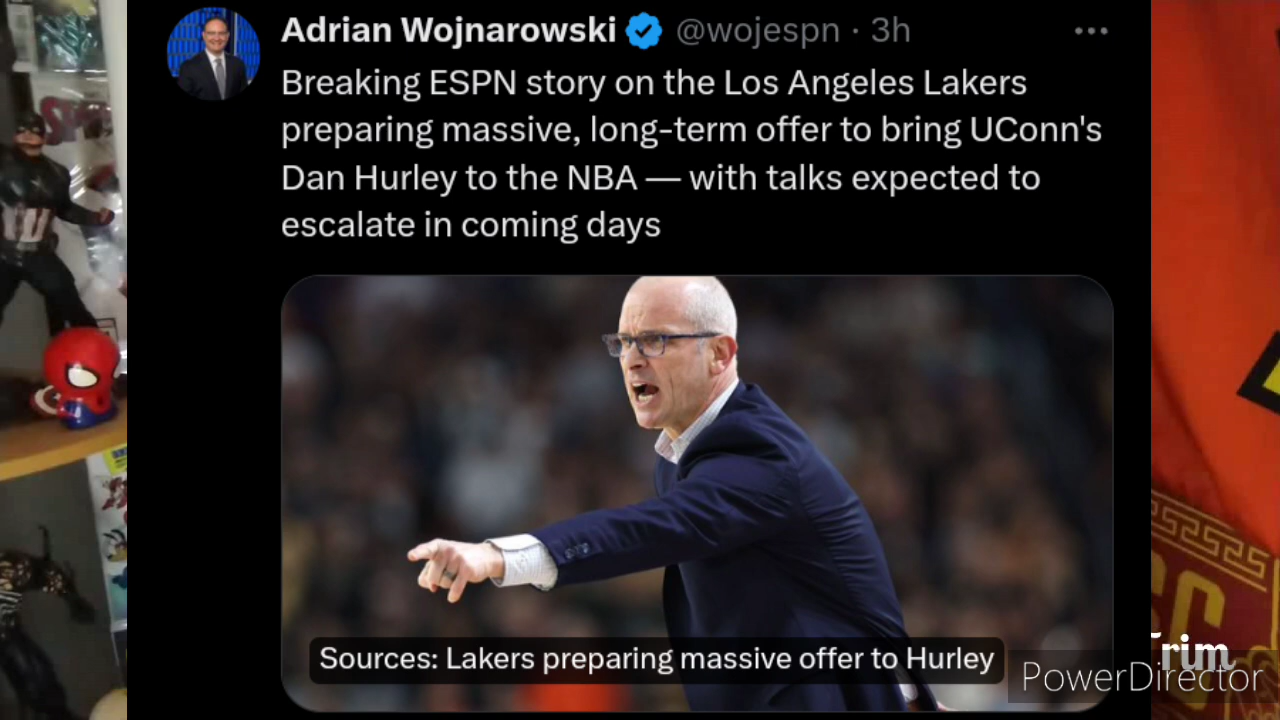 Adrian Wojnarowski @wojespn · 3h
Breaking ESPN story on the Los Angeles Lakers
preparing massive, long-term offer to bring UConn's
Dan Hurley to the NBA — with talks expected to
escalate in coming days
Sources: Lakers preparing massive offer to Hurley
rim
PowerDirector
SC